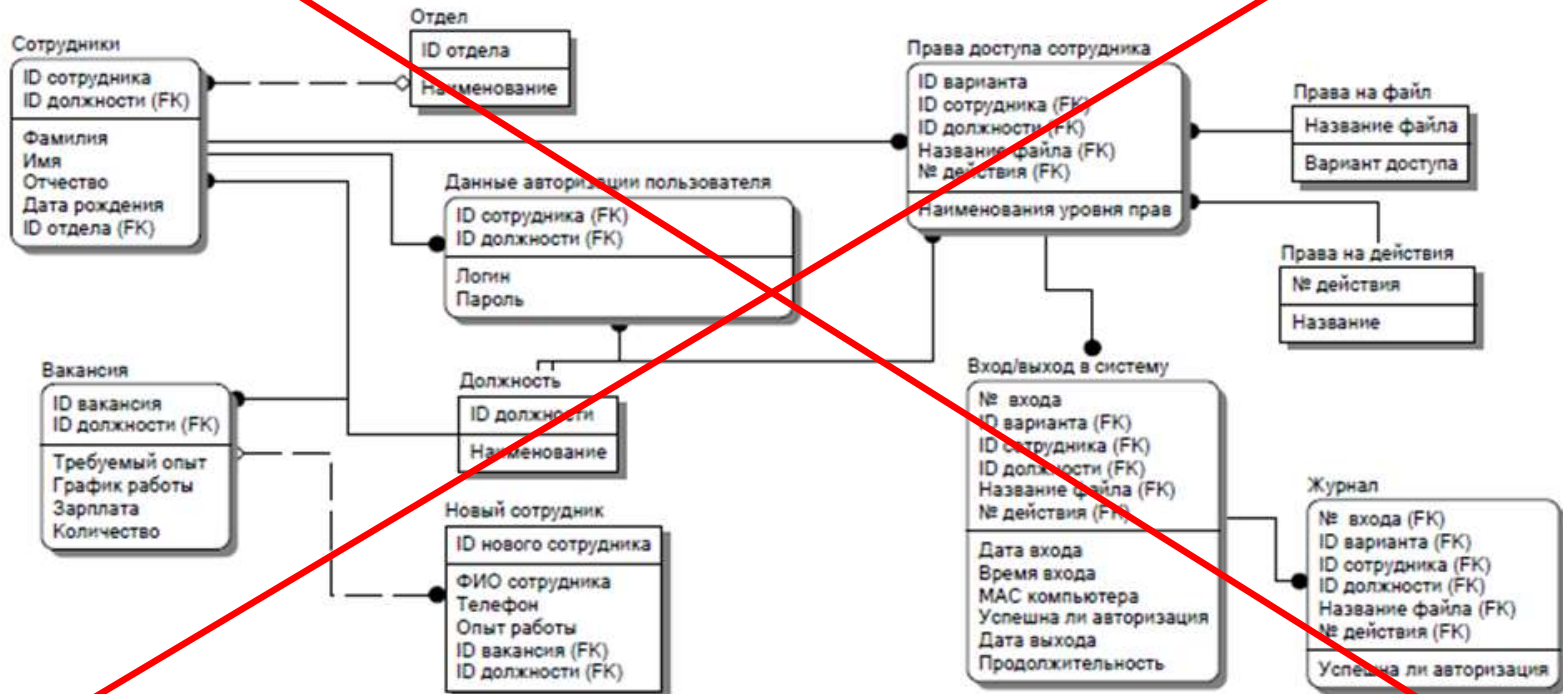 Сотрудники
ID сотрудника
ID должности (FK)
Фамилия
Имя
Отчество
Дата рождения
ID отдела (FK)
Отдел
ID отдела
Наименование
Права доступа сотрудника
ID варианта
ID сотрудника (FK)
ID должности (FK)
Название файла (FK)
№ действия (FK)
Наименования уровня прав
Права на файл
Название файла
Вариант доступа
Данные авторизации пользователя
ID сотрудника (FK)
ID должности (FK)
Логин
Пароль
Права на действия
№ действия
Название
Вакансия
ID вакансия
ID должности (FK)
Требуемый опыт
График работы
Зарплата
Количество
Должность
ID должности
Наименование
Новый сотрудник
ID нового сотрудника
ФИО сотрудника
Телефон
Опыт работы
ID вакансия (FK)
ID должности (FK)
Вход/выход в систему
№ входа
ID варианта (FK)
ID сотрудника (FK)
ID должности (FK)
Название файла (FK)
№ действия (FK)
Дата входа
Время входа
MAC компьютера
Успешна ли авторизация
Дата выхода
Продолжительность
Журнал
№ входа (FK)
ID варианта (FK)
ID сотрудника (FK)
ID должности (FK)
Название файла (FK)
№ действия (FK)
Успешна ли авторизация